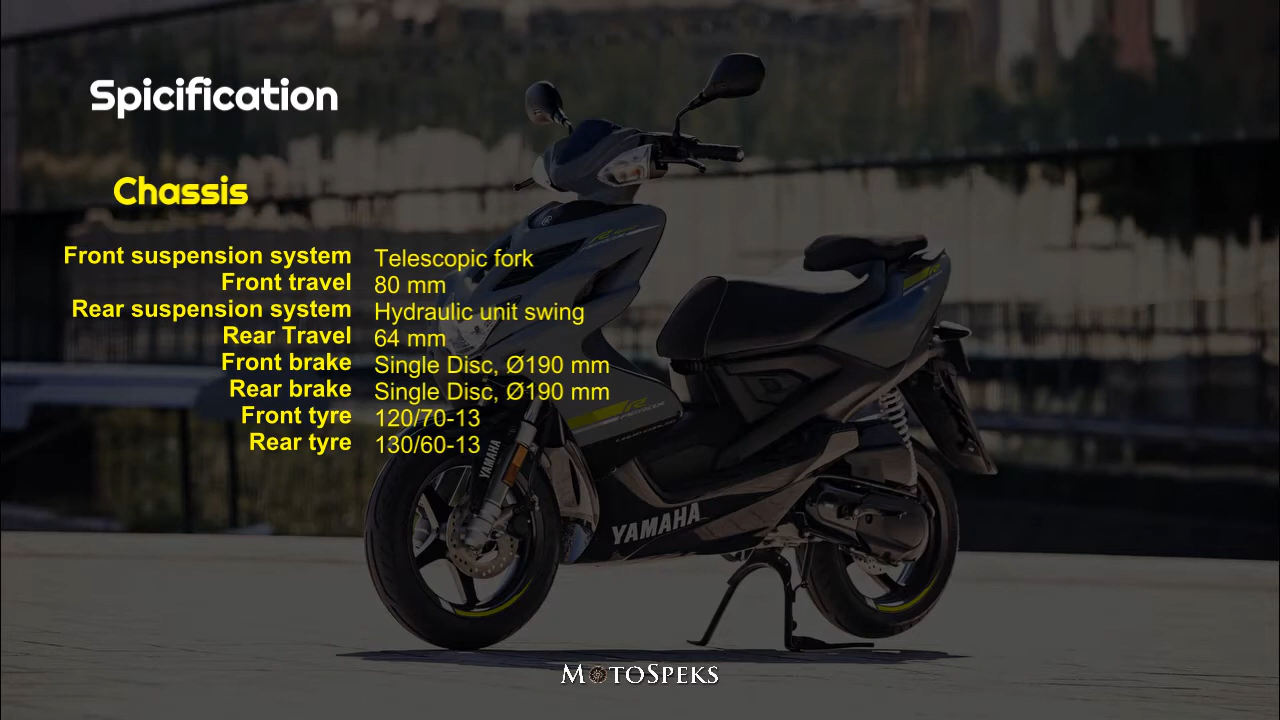 Spicification
Chassis
Front suspension system Telescopic fork
Front travel 80 mm
Rear suspension system Hydraulic unit swing
Rear Travel 64 mm
Front brake Single Disc, Ø190 mm
Rear brake Single Disc, Ø190 mm
Front tyre 120/70-13
Rear tyre 130/60-13
YAMAHA
YAMAHA
MOTOSPEKS